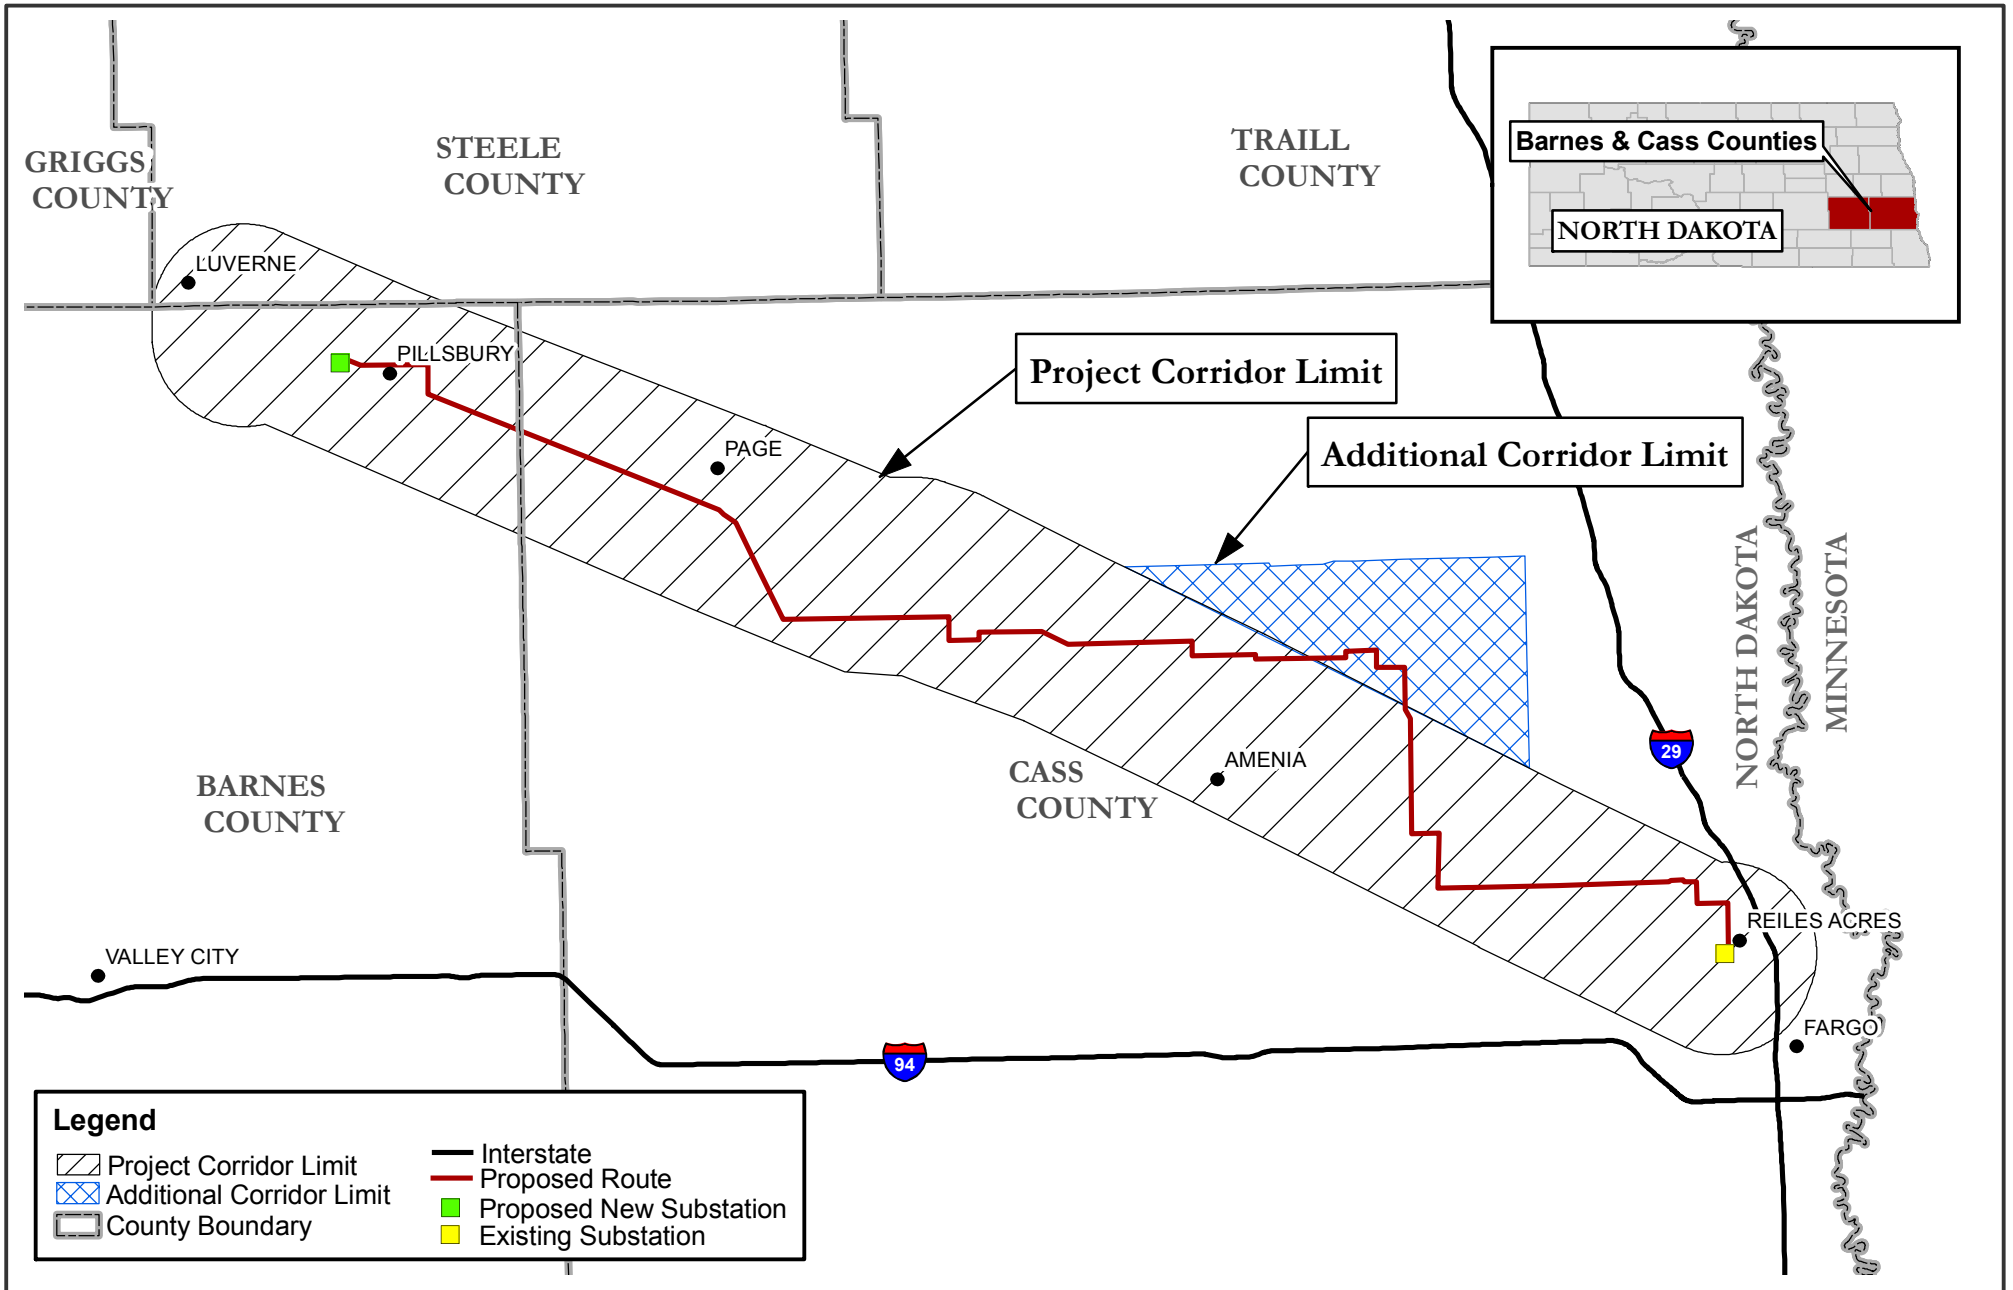 GRIGGS
COUNTY
STEELE
COUNTY
TRAILL
COUNTY
Barnes & Cass Counties
NORTH DAKOTA
LUVERNE
PILLSBURY
PAGE
Project Corridor Limit
Additional Corridor Limit
NORTH DAKOTA
MINNESOTA
29
AMENIA
BARNES
COUNTY
CASS
COUNTY
REILES ACRES
VALLEY CITY
FARGO
94
Legend
Project Corridor Limit
Additional Corridor Limit
County Boundary
Interstate
Proposed Route
Proposed New Substation
Existing Substation